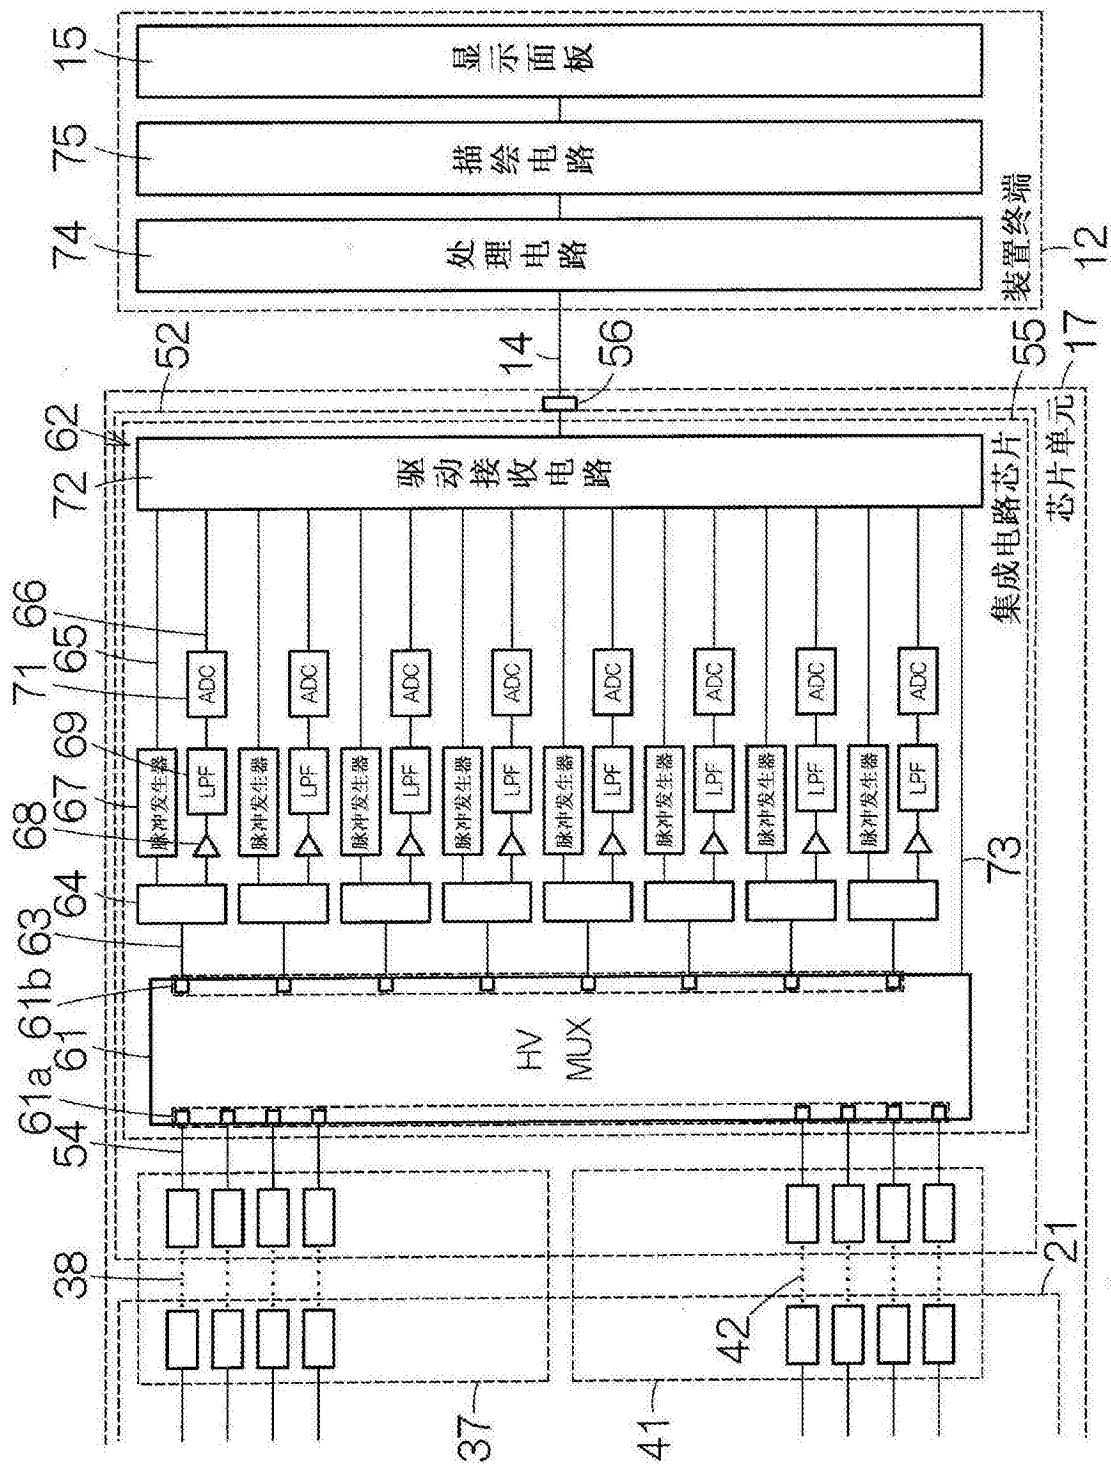 15
显示面板
75
描绘电路
74
处理电路
装置终端
12
14
56
52
55
17
62
72
驱动接收电路
集成电路芯片
芯片单元
66
65
71
69
67
68
64
63
61b
61
61a
54
38
ADC
ADC
ADC
ADC
ADC
ADC
ADC
ADC
LPF
LPF
LPF
LPF
LPF
LPF
LPF
LPF
脉冲发生器
脉冲发生器
脉冲发生器
脉冲发生器
脉冲发生器
脉冲发生器
脉冲发生器
脉冲发生器
73
HV
MUX
42
21
37
41